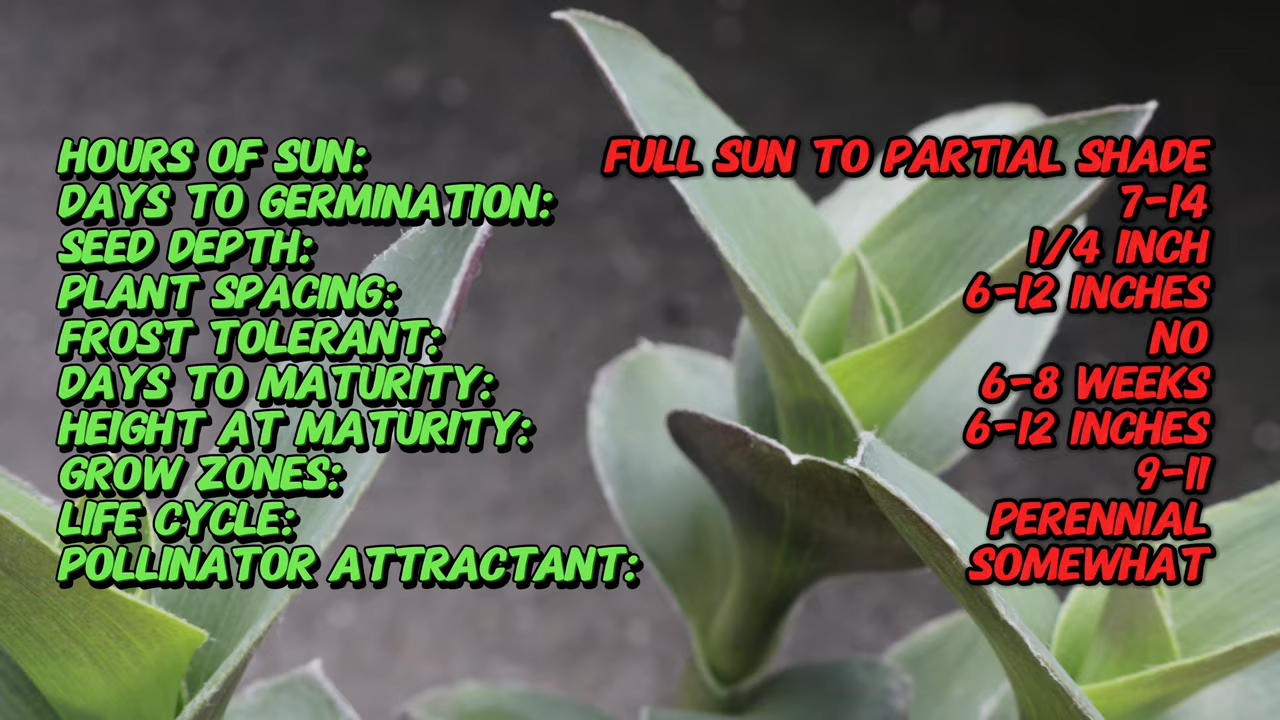 HOURS OF SUN: FULL SUN TO PARTIAL SHADE
DAYS TO GERMINATION: 7-14
SEED DEPTH: 1/4 INCH
PLANT SPACING: 6-12 INCHES
FROST TOLERANT: NO
DAYS TO MATURITY: 6-8 WEEKS
HEIGHT AT MATURITY: 6-12 INCHES
GROW ZONES: 9-11
LIFE CYCLE: PERENNIAL
POLLINATOR ATTRACTANT: SOMEWHAT